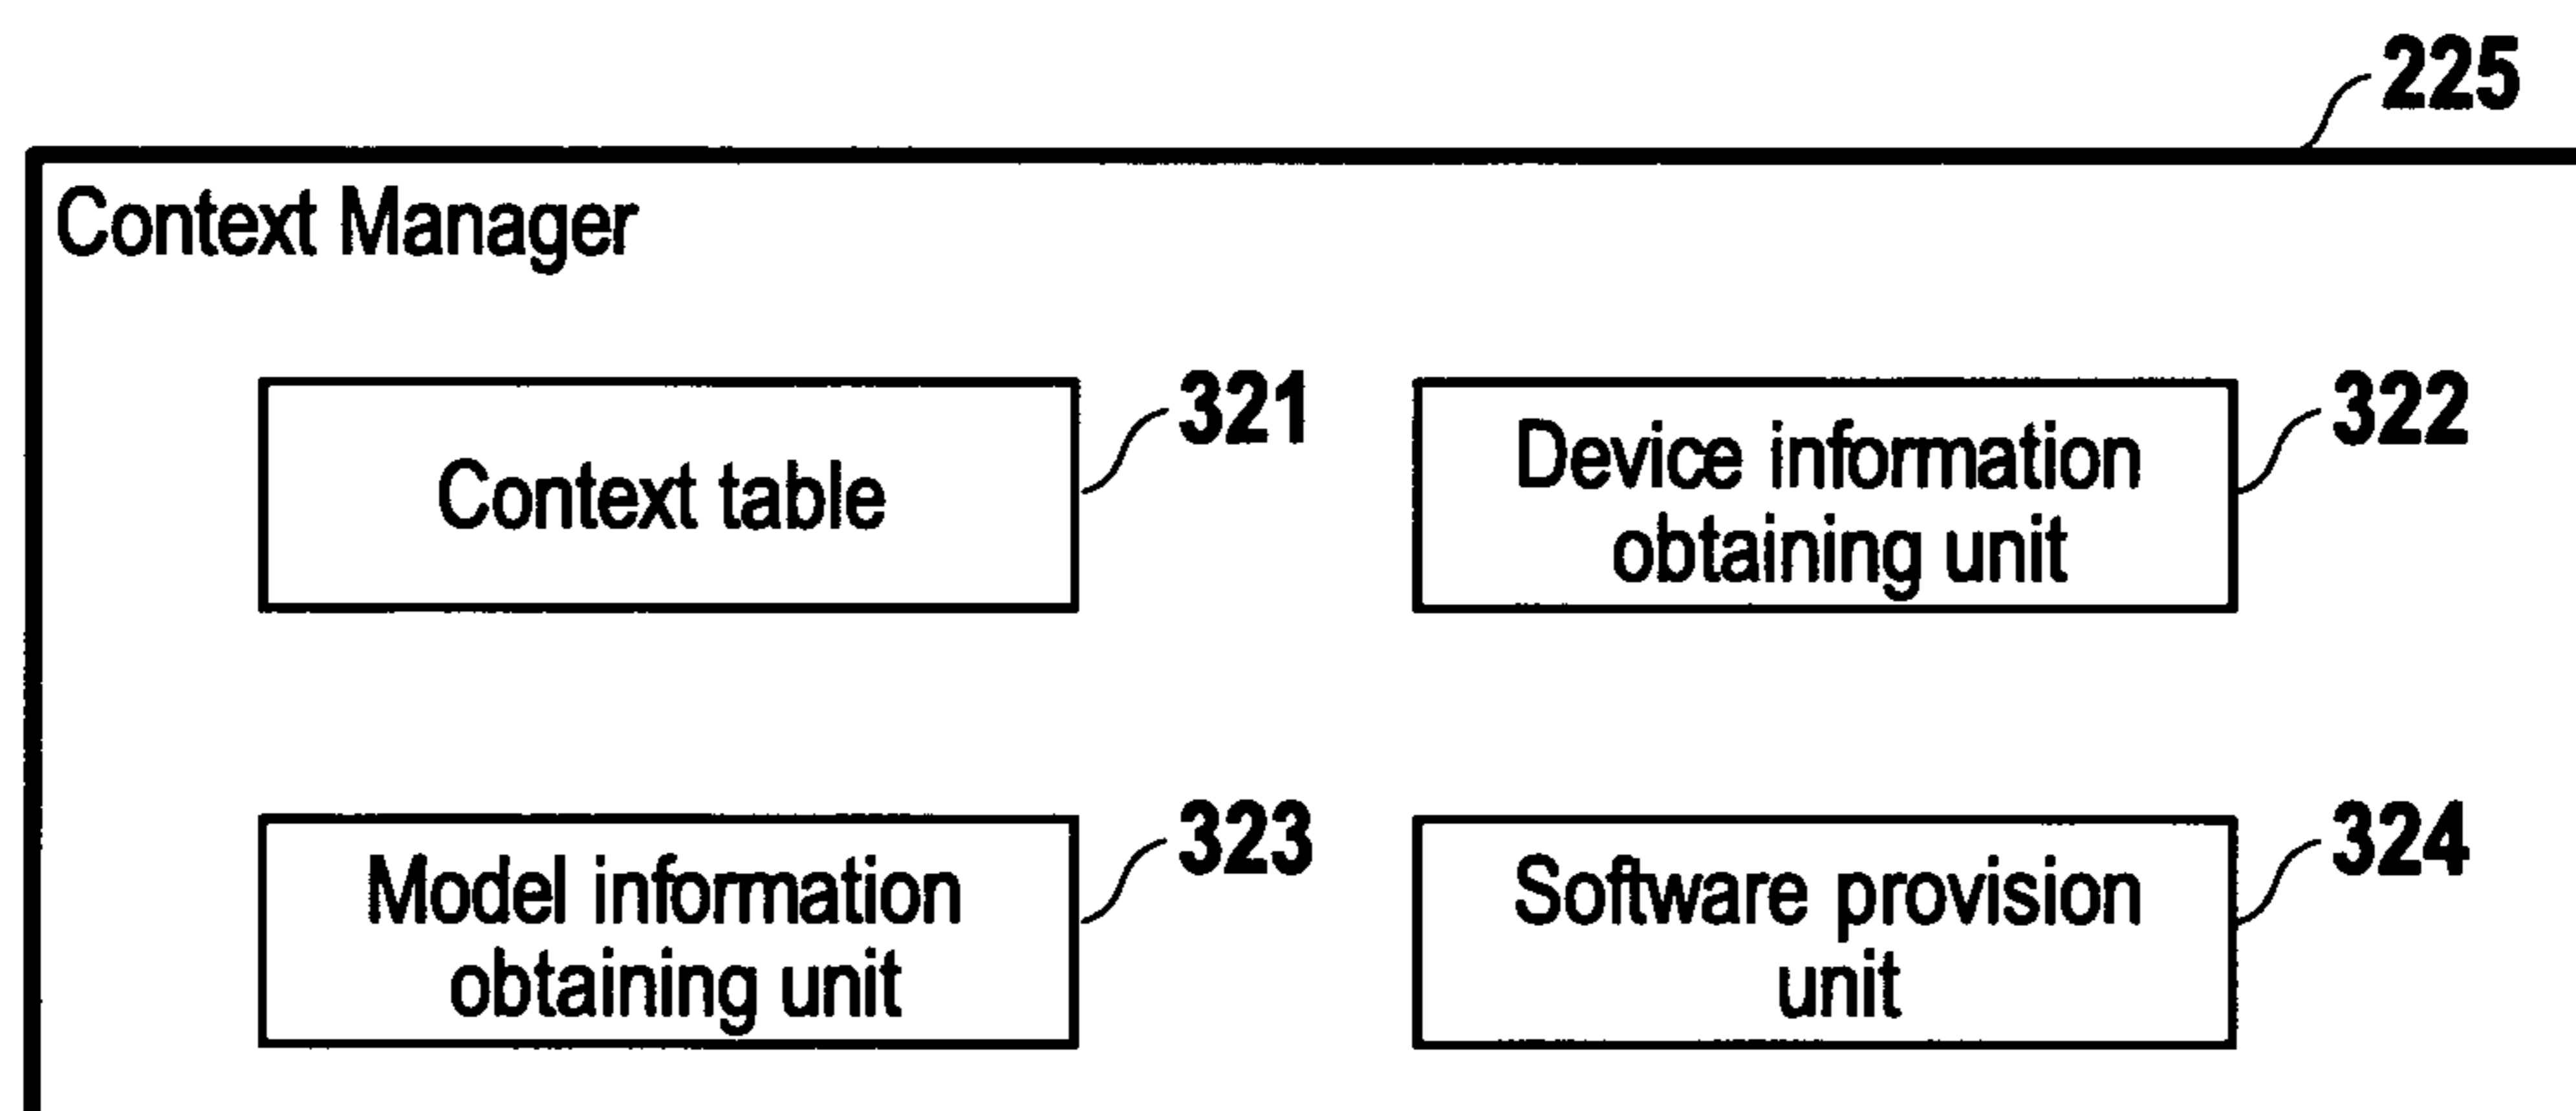 225
Context Manager
321
Context table
322
Device information
obtaining unit
323
Model information
obtaining unit
324
Software provision
unit